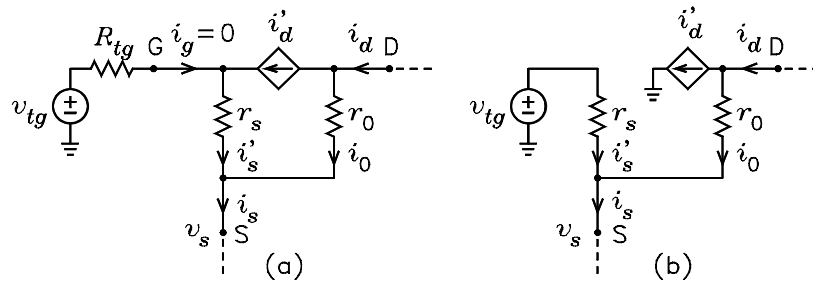 R_tg G i_g = 0 i'_d i_d D
v_tg + − r_s r_0
i'_s i_0
i_s
v_s S
(a)
i'_d i_d D
v_tg + − r_s r_0
i'_s i_0
i_s
v_s S
(b)